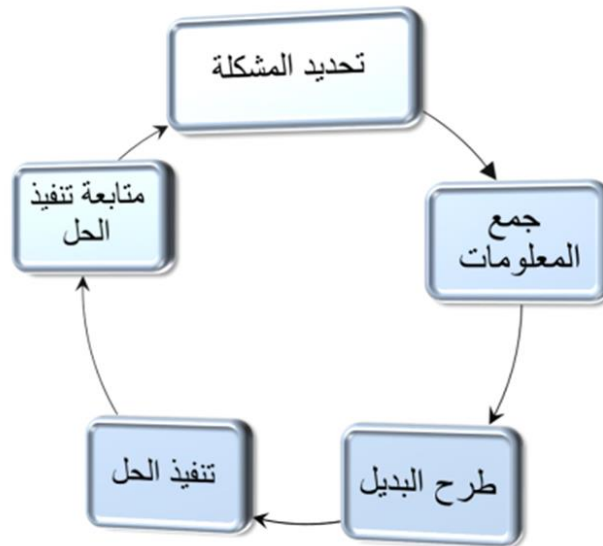 تحديد المشكلة
جمع
المعلومات
طرح البديل
تنفيذ الحل
متابعة تنفيذ
الحل